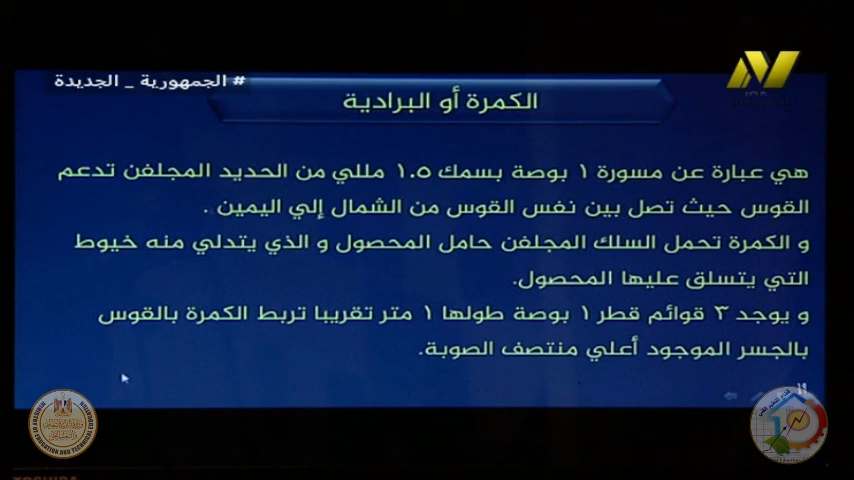 # الجمهورية _ الجديدة
الكمرة أو البرادية
هي عبارة عن مسورة ١ بوصة بسمك ١.٥ مللي من الحديد المجلفن تدعم
القوس حيث تصل بين نفس القوس من الشمال إلي اليمين .
و الكمرة تحمل السلك المجلفن حامل المحصول و الذي يتدلي منه خيوط
التي يتسلق عليها المحصول.
و يوجد ٣ قوائم قطر ١ بوصة طولها ١ متر تقريبا تربط الكمرة بالقوس
بالجسر الموجود أعلي منتصف الصوبة.
١٩